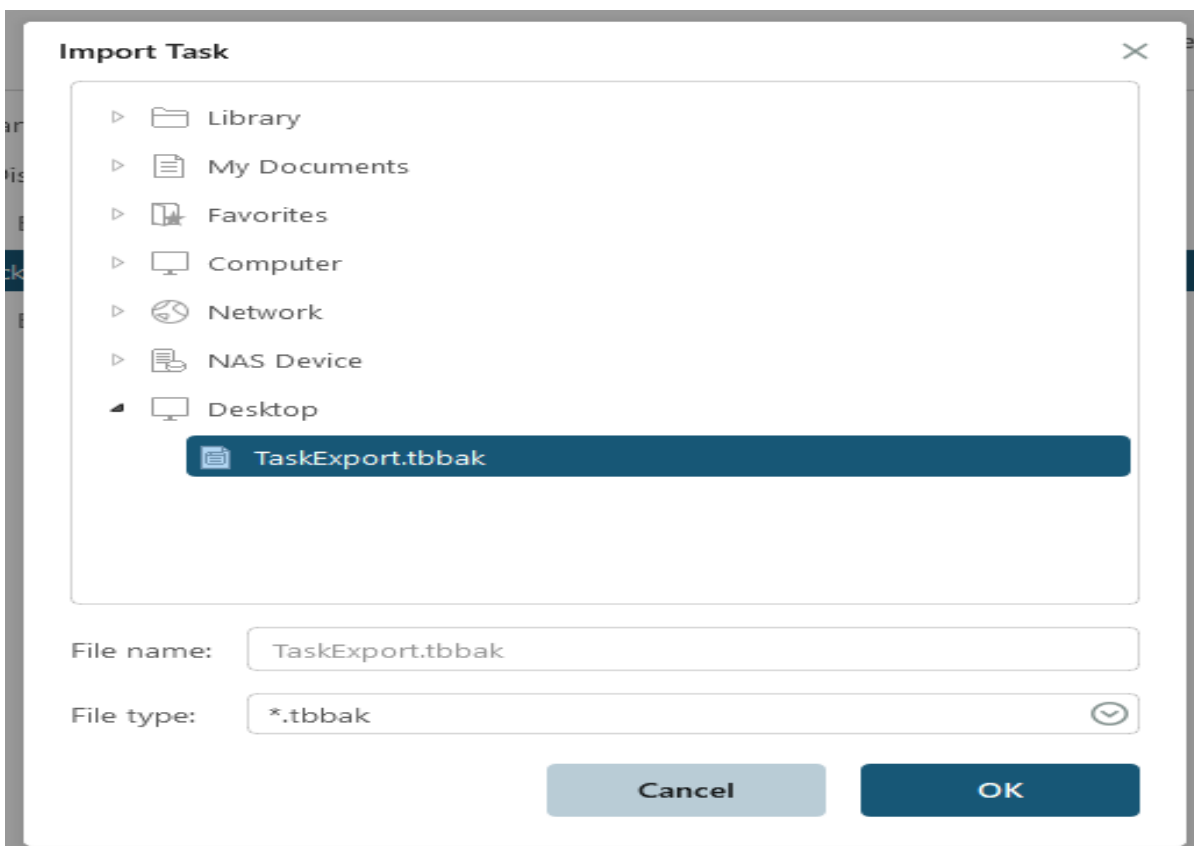 Import Task
Library
My Documents
Favorites
Computer
Network
NAS Device
Desktop
TaskExport.tbbak
File name: TaskExport.tbbak
File type: *.tbbak
Cancel OK